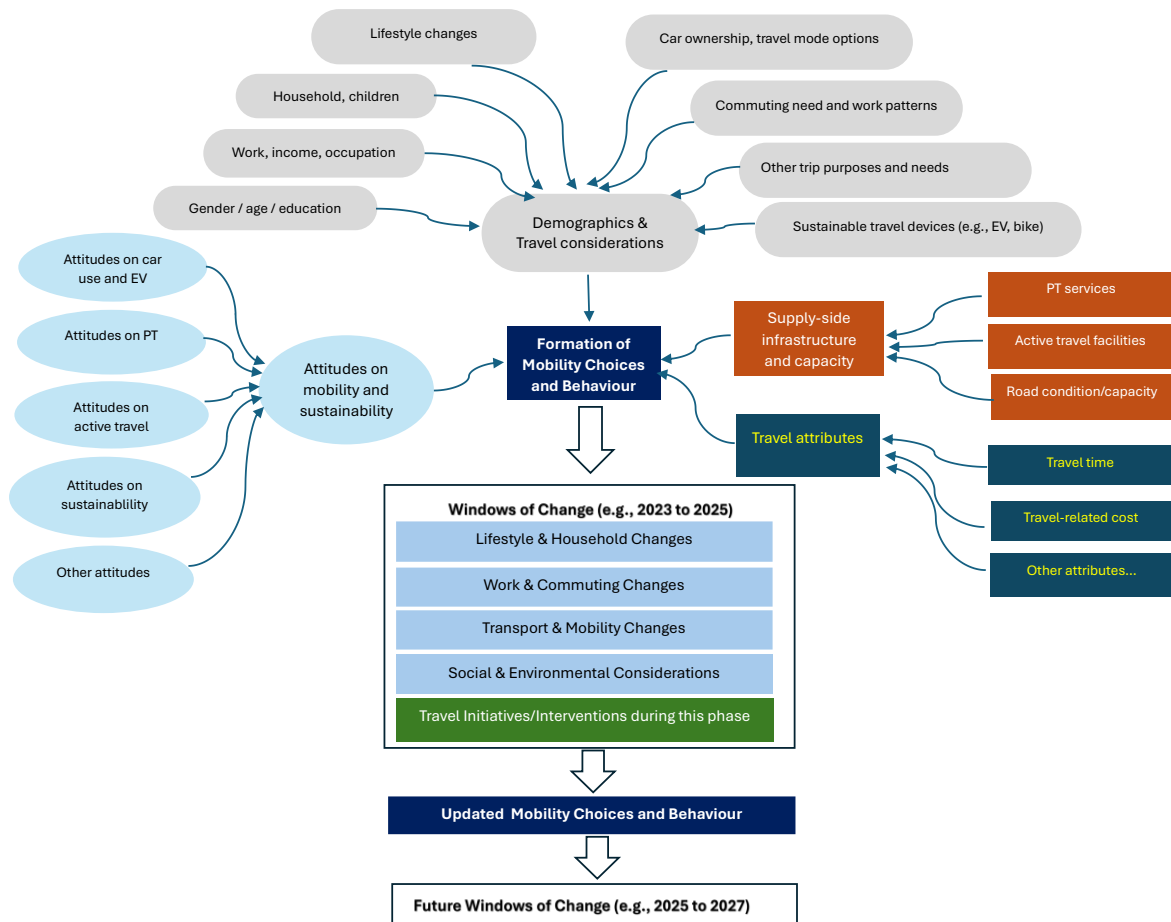 Lifestyle changes
Car ownership, travel mode options
Household, children
Commuting need and work patterns
Work, income, occupation
Other trip purposes and needs
Gender / age / education
Demographics &
Travel considerations
Sustainable travel devices (e.g., EV, bike)
Attitudes on car
use and EV
Attitudes on PT
Attitudes on
active travel
Attitudes on
sustainablility
Other attitudes
Attitudes on
mobility and
sustainability
Formation of
Mobility Choices
and Behaviour
Supply-side
infrastructure
and capacity
PT services
Active travel facilities
Road condition/capacity
Travel attributes
Travel time
Travel-related cost
Other attributes...
Windows of Change (e.g., 2023 to 2025)
Lifestyle & Household Changes
Work & Commuting Changes
Transport & Mobility Changes
Social & Environmental Considerations
Travel Initiatives/Interventions during this phase
Updated Mobility Choices and Behaviour
Future Windows of Change (e.g., 2025 to 2027)